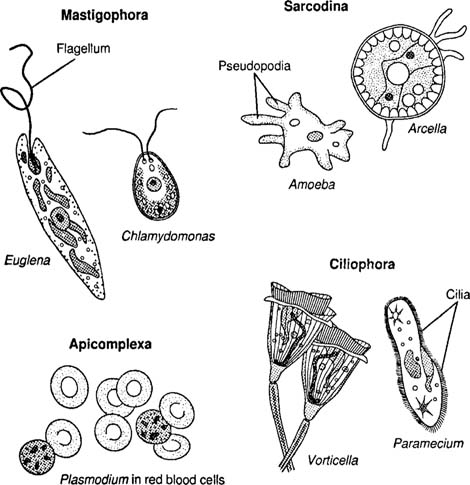 Mastigophora
Flagellum
Euglena
Chlamydomonas
Sarcodina
Pseudopodia
Amoeba
Arcella
Apicomplexa
Plasmodium in red blood cells
Ciliophora
Cilia
Vorticella
Paramecium